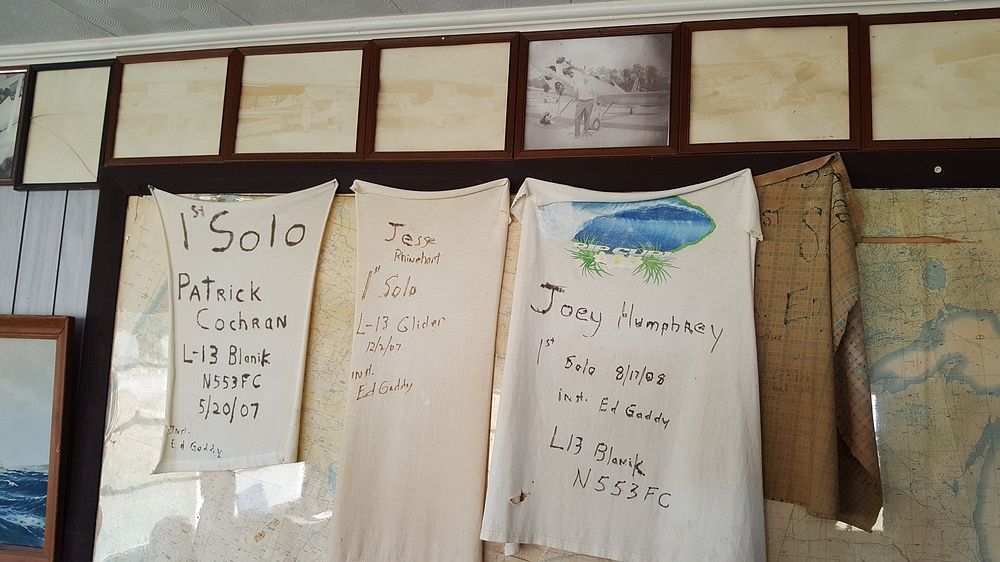 1st Solo
PATRICK
COCHRAN
L-13 Blanik
N553FC
5/20/07
Inst.
Ed Gaddy
Jesse
Rhinehart
1st Solo
L-13 Glider
12/2/07
inst.
Ed Gaddy
Joey Humphrey
1st
Solo 8/17/08
inst. Ed Gaddy
L13 Blanik
N553FC